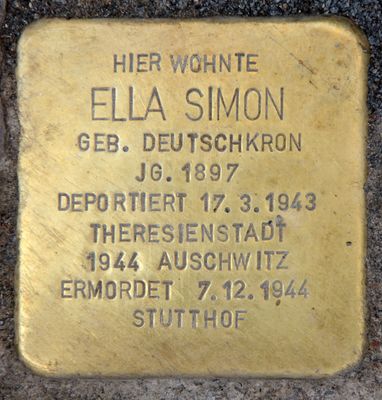 HIER WOHNTE
ELLA SIMON
GEB. DEUTSCHKRON
JG. 1897
DEPORTIERT 17.3.1943
THERESIENSTADT
1944 AUSCHWITZ
ERMORDET 7.12.1944
STUTTHOF